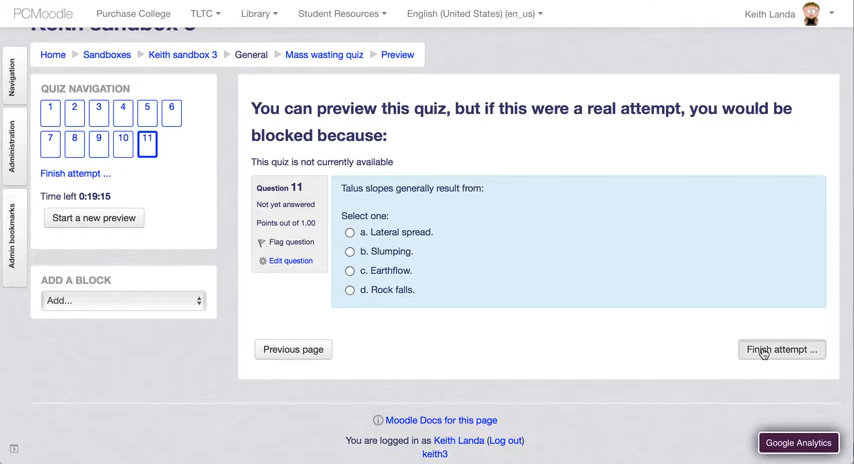 PCMoodle Purchase College TLTC Library Student Resources English (United States) (en_us) Keith Landa
Keith sandbox 3
Home Sandboxes Keith sandbox 3 General Mass wasting quiz Preview
Navigation
Administration
Admin bookmarks
QUIZ NAVIGATION
1 2 3 4 5 6
7 8 9 10 11
Finish attempt ...
Time left 0:19:15
Start a new preview
ADD A BLOCK
Add...
You can preview this quiz, but if this were a real attempt, you would be
blocked because:
This quiz is not currently available
Question 11
Not yet answered
Points out of 1.00
Flag question
Edit question
Talus slopes generally result from:
Select one:
a. Lateral spread.
b. Slumping.
c. Earthflow.
d. Rock falls.
Previous page
Finish attempt ...
Moodle Docs for this page
You are logged in as Keith Landa (Log out)
keith3
Google Analytics